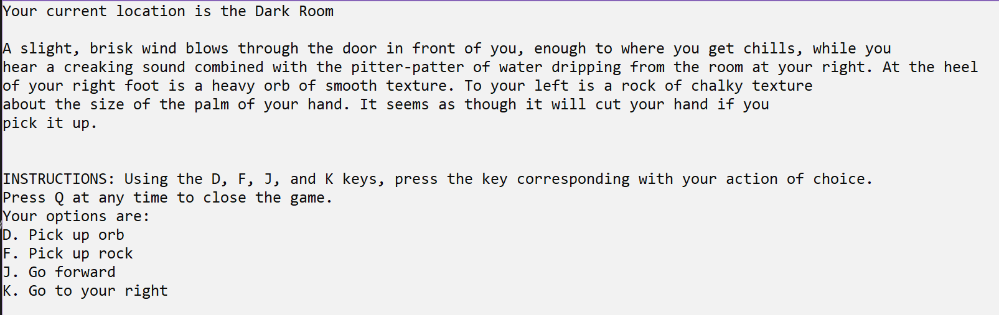 Your current location is the Dark Room
A slight, brisk wind blows through the door in front of you, enough to where you get chills, while you
hear a creaking sound combined with the pitter-patter of water dripping from the room at your right. At the heel
of your right foot is a heavy orb of smooth texture. To your left is a rock of chalky texture
about the size of the palm of your hand. It seems as though it will cut your hand if you
pick it up.
INSTRUCTIONS: Using the D, F, J, and K keys, press the key corresponding with your action of choice.
Press Q at any time to close the game.
Your options are:
D. Pick up orb
F. Pick up rock
J. Go forward
K. Go to your right